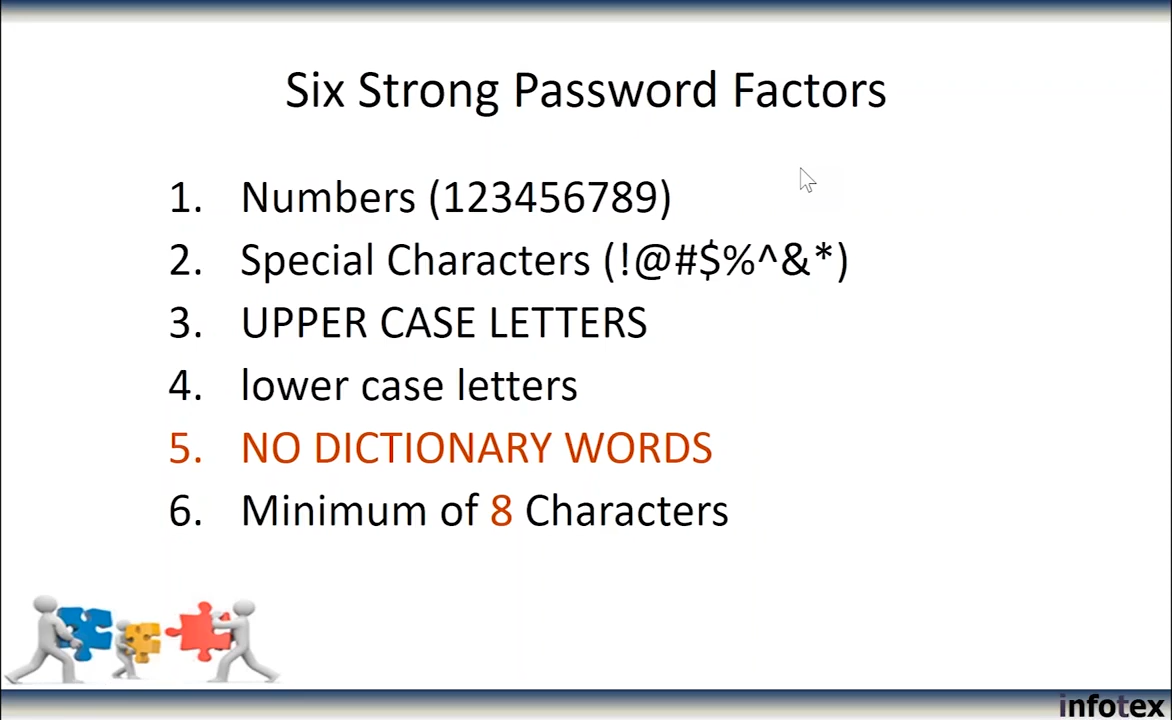 Six Strong Password Factors
1. Numbers (123456789)
2. Special Characters (!@#$%^&*)
3. UPPER CASE LETTERS
4. lower case letters
5. NO DICTIONARY WORDS
6. Minimum of 8 Characters
infotex